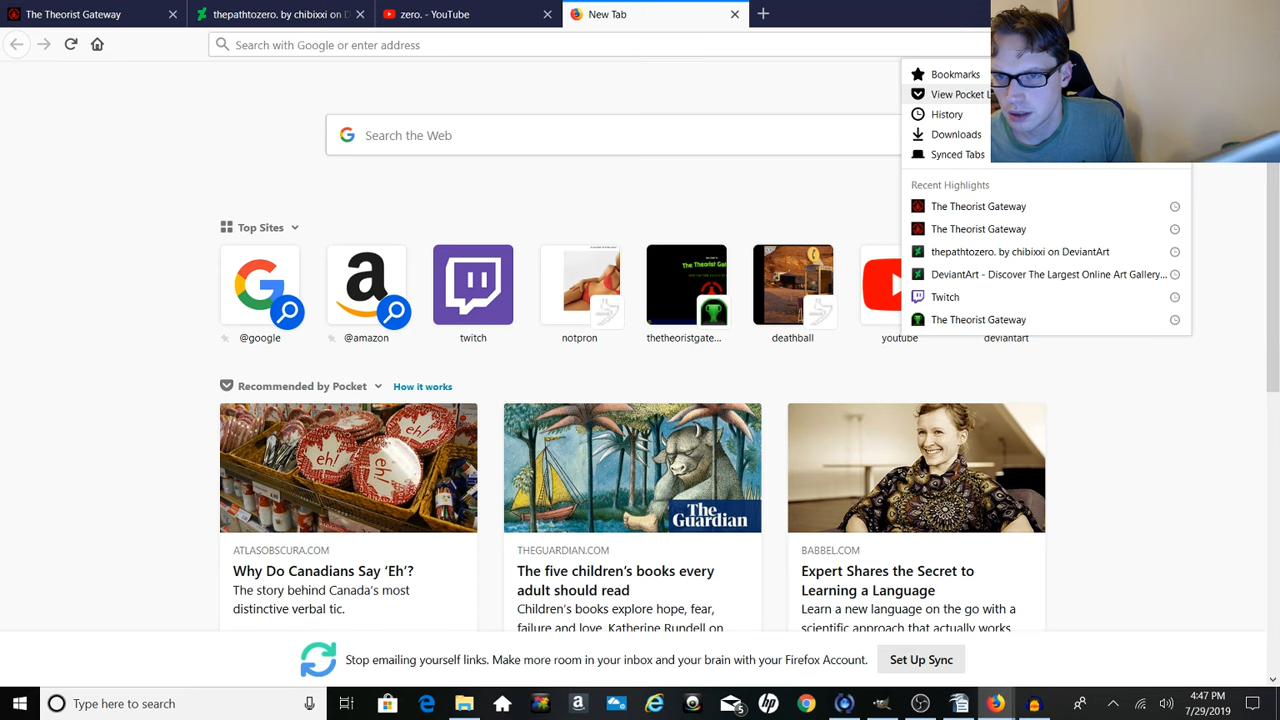 The Theorist Gateway
thepathtozero. by chibixxi on D
zero. - YouTube
New Tab
Search with Google or enter address
Bookmarks
View Pocket L
History
Downloads
Synced Tabs
Recent Highlights
The Theorist Gateway
The Theorist Gateway
thepathtozero. by chibixxi on DeviantArt
DeviantArt - Discover The Largest Online Art Gallery...
Twitch
The Theorist Gateway
Search the Web
Top Sites
@google
@amazon
twitch
notpron
thetheoristgate...
deathball
youtube
deviantart
Recommended by Pocket
How it works
eh!
eh!
eh!
The
Guardian
ATLASOBSCURA.COM
Why Do Canadians Say ‘Eh’?
The story behind Canada’s most
distinctive verbal tic.
THEGUARDIAN.COM
The five children’s books every
adult should read
Children’s books explore hope, fear,
failure and love. Katherine Rundell on
BABBEL.COM
Expert Shares the Secret to
Learning a Language
Learn a new language on the go with a
scientific approach that actually works
Stop emailing yourself links. Make more room in your inbox and your brain with your Firefox Account.
Set Up Sync
Type here to search
5
4:47 PM
7/29/2019